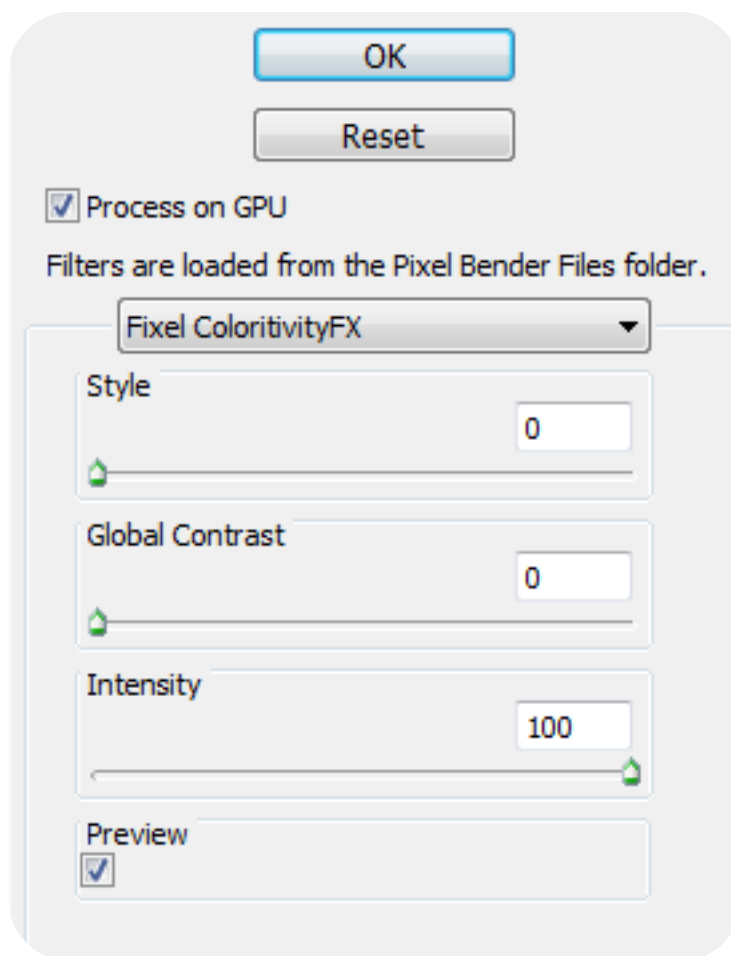 OK
Reset
Process on GPU
Filters are loaded from the Pixel Bender Files folder.
Fixel ColoritivityFX
Style
0
Global Contrast
0
Intensity
100
Preview